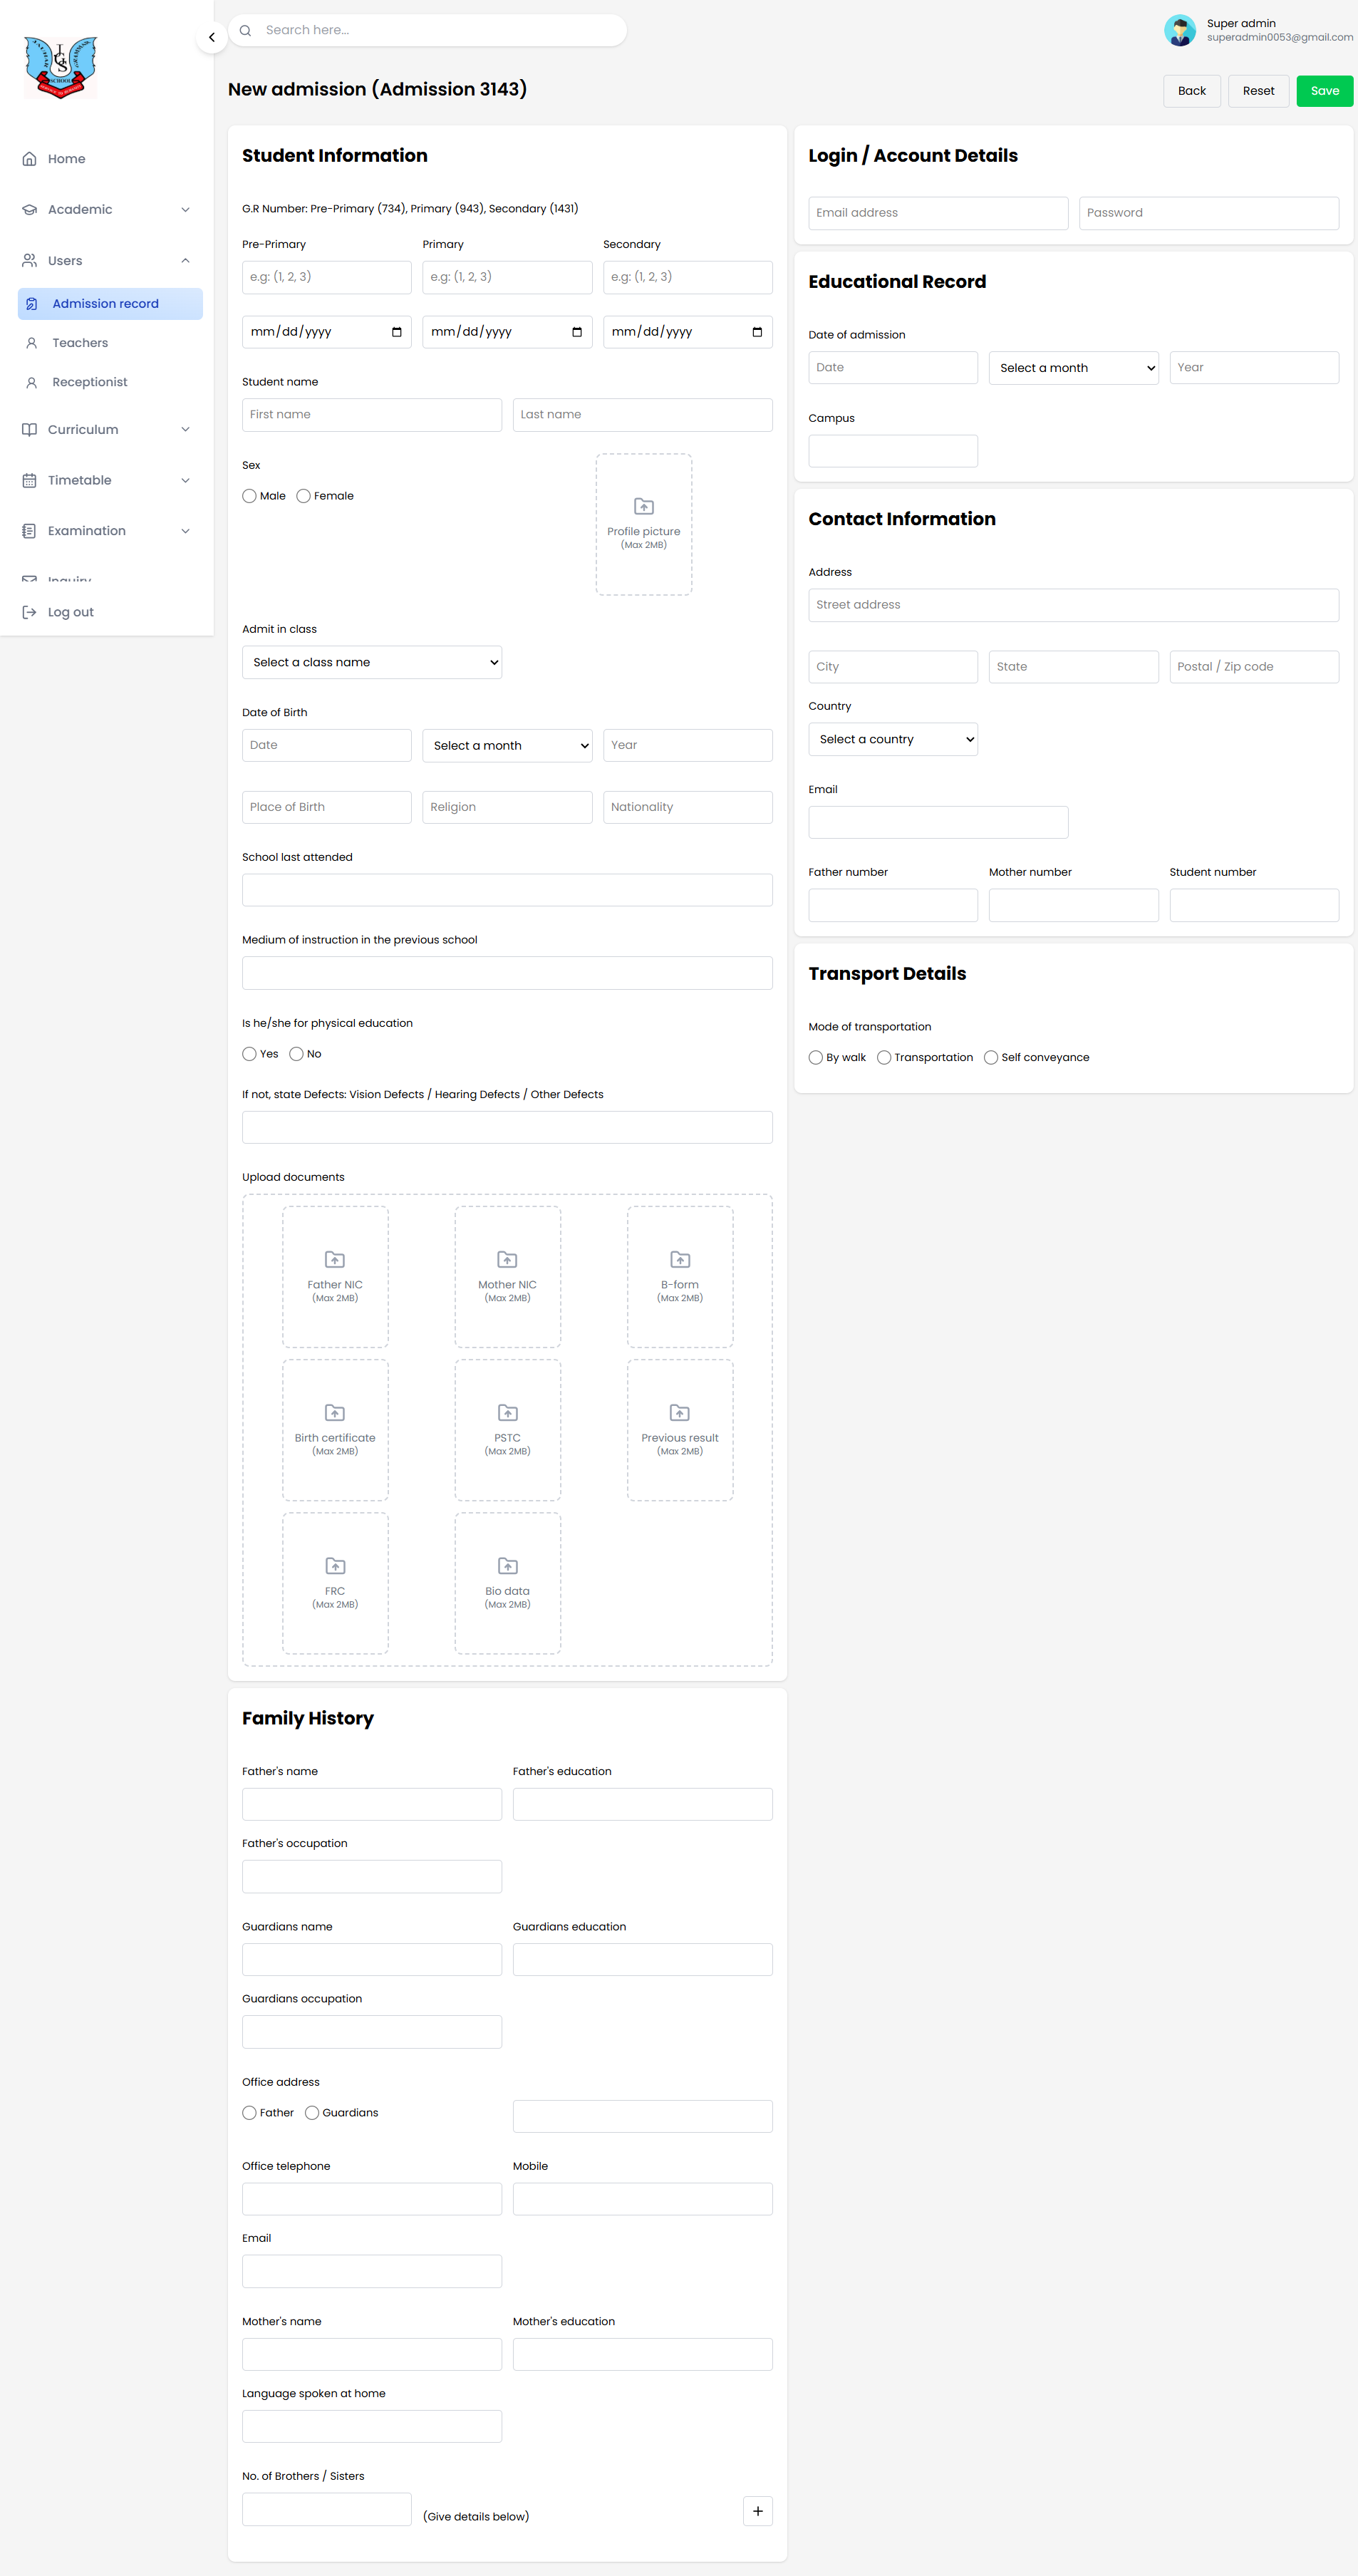 SCHOOL
Home
Academic
Users
Admission record
Teachers
Receptionist
Curriculum
Timetable
Examination
Inquiry
Log out
Search here...
Super admin
superadmin0053@gmail.com
New admission (Admission 3143)
Back Reset Save
Student Information
G.R Number: Pre-Primary (734), Primary (943), Secondary (1431)
Pre-Primary Primary Secondary
e.g: (1, 2, 3) e.g: (1, 2, 3) e.g: (1, 2, 3)
mm/dd/yyyy mm/dd/yyyy mm/dd/yyyy
Student name
First name Last name
Sex
Male Female
Profile picture
(Max 2MB)
Admit in class
Select a class name
Date of Birth
Date Select a month Year
Place of Birth Religion Nationality
School last attended
Medium of instruction in the previous school
Is he/she for physical education
Yes No
If not, state Defects: Vision Defects / Hearing Defects / Other Defects
Upload documents
Father NIC Mother NIC B-form
(Max 2MB) (Max 2MB) (Max 2MB)
Birth certificate PSTC Previous result
(Max 2MB) (Max 2MB) (Max 2MB)
FRC Bio data
(Max 2MB) (Max 2MB)
Family History
Father's name Father's education
Father's occupation
Guardians name Guardians education
Guardians occupation
Office address
Father Guardians
Office telephone Mobile
Email
Mother's name Mother's education
Language spoken at home
No. of Brothers / Sisters
(Give details below) +
Login / Account Details
Email address Password
Educational Record
Date of admission
Date Select a month Year
Campus
Contact Information
Address
Street address
City State Postal / Zip code
Country
Select a country
Email
Father number Mother number Student number
Transport Details
Mode of transportation
By walk Transportation Self conveyance